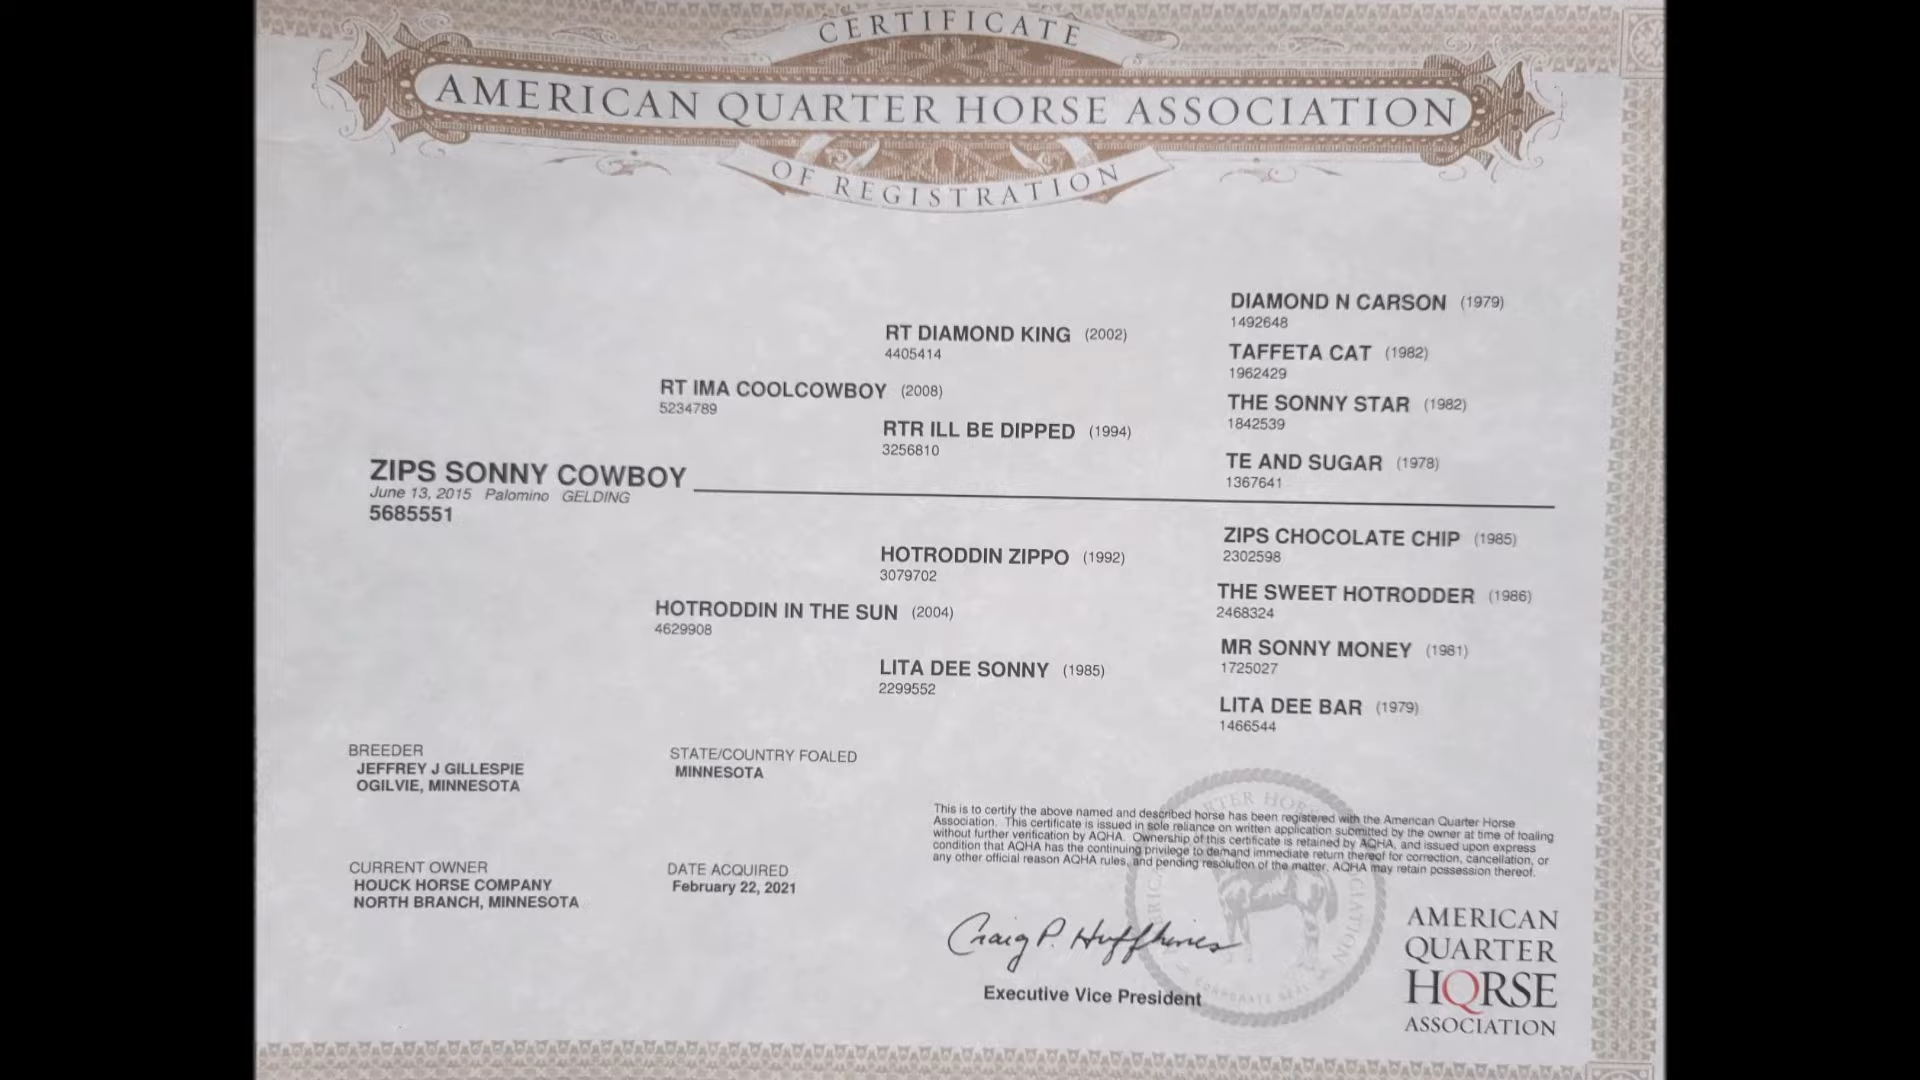 CERTIFICATE
AMERICAN QUARTER HORSE ASSOCIATION
OF REGISTRATION
DIAMOND N CARSON (1979)
1492648
RT DIAMOND KING (2002)
4405414
TAFFETA CAT (1982)
1962429
RT IMA COOLCOWBOY (2008)
5234789
THE SONNY STAR (1982)
1842539
RTR ILL BE DIPPED (1994)
3256810
TE AND SUGAR (1978)
1367641
ZIPS SONNY COWBOY
June 13, 2015 Palomino GELDING
5685551
ZIPS CHOCOLATE CHIP (1985)
2302598
HOTRODDIN ZIPPO (1992)
3079702
THE SWEET HOTRODDER (1986)
2468324
HOTRODDIN IN THE SUN (2004)
4629908
MR SONNY MONEY (1981)
1725027
LITA DEE SONNY (1985)
2299552
LITA DEE BAR (1979)
1466544
BREEDER
JEFFREY J GILLESPIE
OGILVIE, MINNESOTA
STATE/COUNTRY FOALED
MINNESOTA
This is to certify the above named and described horse has been registered with the American Quarter Horse
Association. This certificate is issued in sole reliance on written application submitted by the owner at time of foaling
without further verification by AQHA. Ownership of this certificate is retained by AQHA, and issued upon express
condition that AQHA has the continuing privilege to demand immediate return thereof for correction, cancellation, or
any other official reason AQHA rules, and pending resolution of the matter, AQHA may retain possession thereof.
CURRENT OWNER
HOUCK HORSE COMPANY
NORTH BRANCH, MINNESOTA
DATE ACQUIRED
February 22, 2021
Craig P. Huffhines
Executive Vice President
CORPORATE SEAL
AMERICAN
QUARTER
HORSE
ASSOCIATION